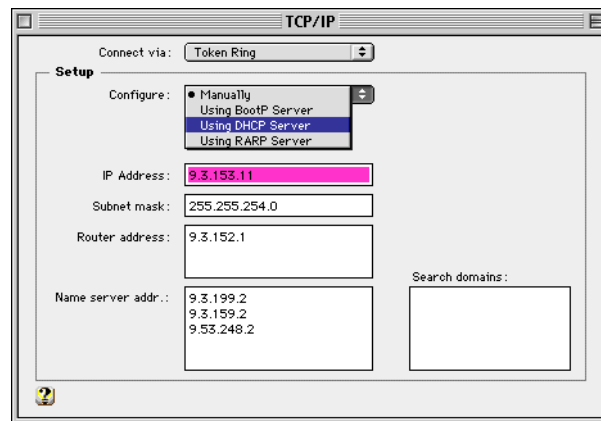 TCP/IP
Connect via: Token Ring
Setup
Configure: • Manually
Using BootP Server
Using DHCP Server
Using RARP Server
IP Address: 9.3.153.11
Subnet mask: 255.255.254.0
Router address: 9.3.152.1
Search domains:
Name server addr.: 9.3.199.2
9.3.159.2
9.53.248.2
?